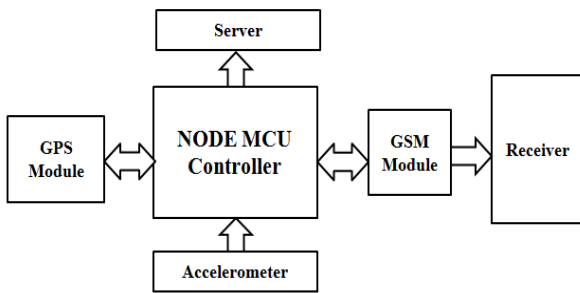 Server
GPS
Module
NODE MCU
Controller
GSM
Module
Receiver
Accelerometer